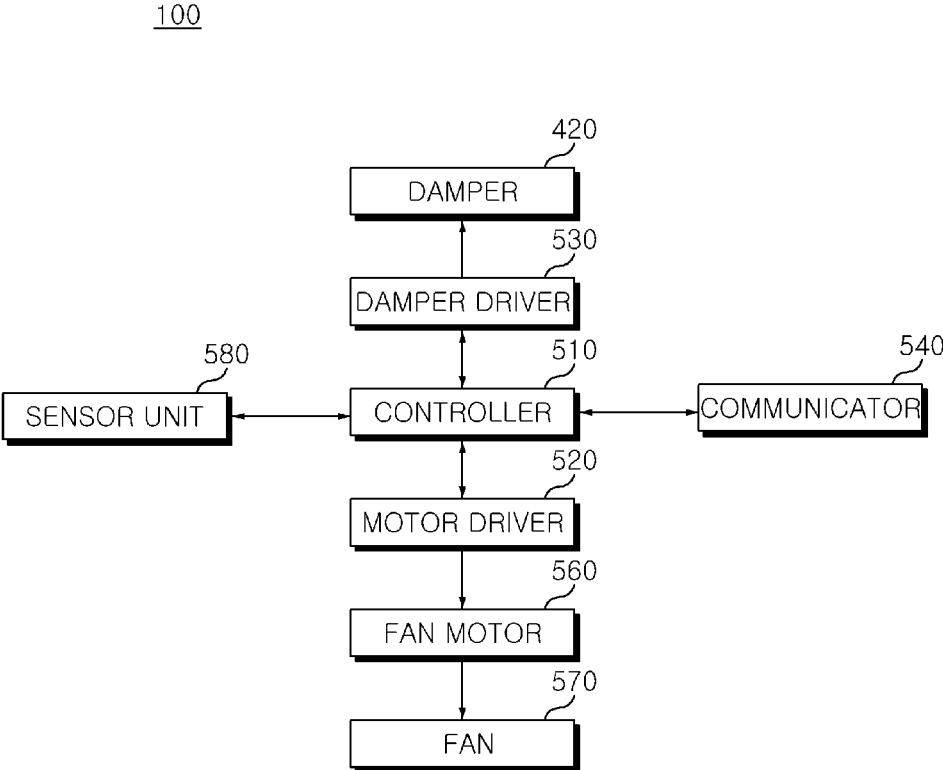 100
420
DAMPER
530
DAMPER DRIVER
580
510
540
SENSOR UNIT
CONTROLLER
COMMUNICATOR
520
MOTOR DRIVER
560
FAN MOTOR
570
FAN